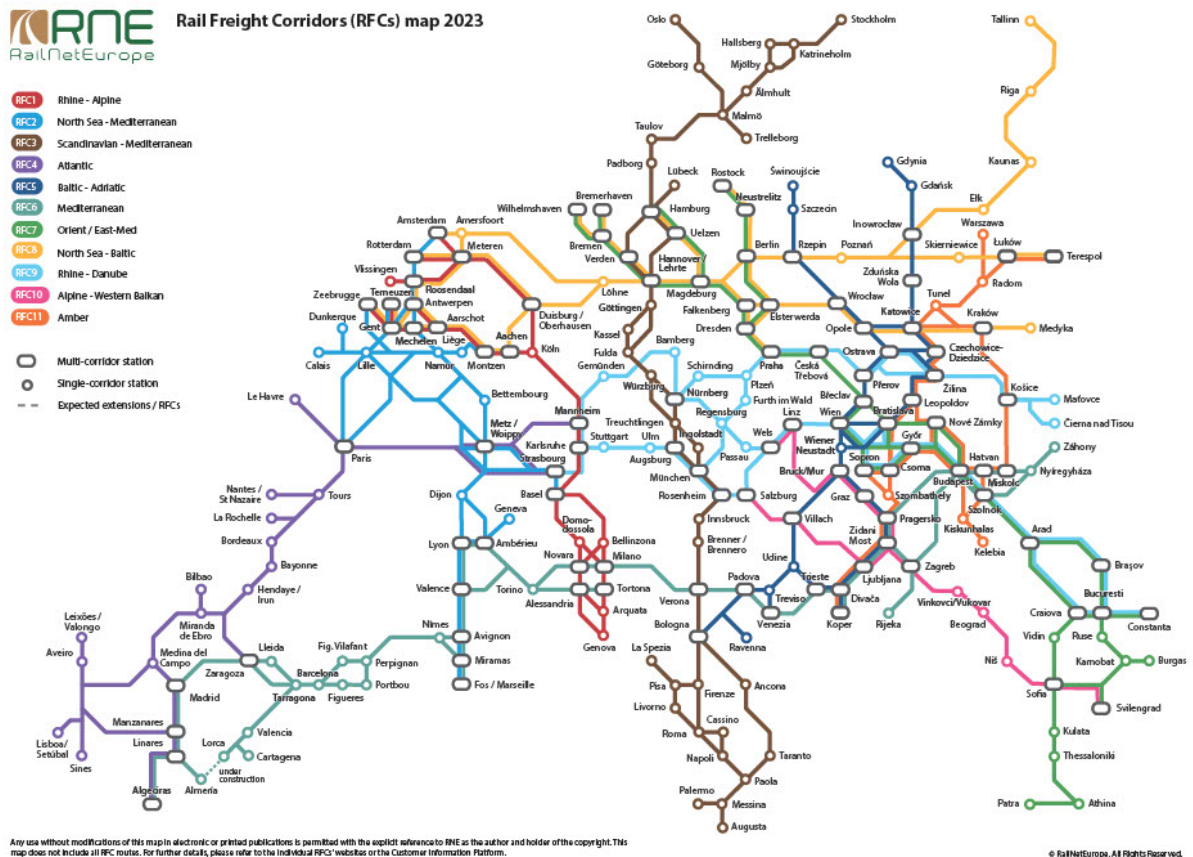 RNE
RailNetEurope
Rail Freight Corridors (RFCs) map 2023
RFC1 Rhine - Alpine
RFC2 North Sea - Mediterranean
RFC3 Scandinavian - Mediterranean
RFC4 Atlantic
RFC5 Baltic - Adriatic
RFC6 Mediterranean
RFC7 Orient / East-Med
RFC8 North Sea - Baltic
RFC9 Rhine - Danube
RFC10 Alpine - Western Balkan
RFC11 Amber
Multi-corridor station
Single-corridor station
Expected extensions / RFCs
Oslo
Stockholm
Tallinn
Hallsberg
Katrineholm
Göteborg
Mjölby
Älmhult
Riga
Malmö
Taulov
Trelleborg
Padborg
Lübeck
Rostock
Świnoujście
Gdynia
Kaunas
Gdańsk
Bremerhaven
Neustrelitz
Wilhelmshaven
Hamburg
Szczecin
Ełk
Amsterdam
Amersfoort
Uelzen
Inowrocław
Warszawa
Bremen
Rotterdam
Meteren
Verden
Hannover /
Lehrte
Berlin
Rzepin
Poznań
Skierniewice
Łuków
Terespol
Vlissingen
Roosendaal
Löhne
Magdeburg
Zduńska
Wola
Radom
Zeebrugge
Terneuzen
Antwerpen
Göttingen
Falkenberg
Wrocław
Tunel
Dunkerque
Gent
Aarschot
Duisburg /
Oberhausen
Elsterwerda
Katowice
Kraków
Mechelen
Liège
Aachen
Kassel
Dresden
Opole
Medyka
Calais
Lille
Namur
Montzen
Köln
Fulda
Bamberg
Praha
Česká
Třebová
Ostrava
Czechowice-
Dziedzice
Gemünden
Schirnding
Le Havre
Bettembourg
Würzburg
Nürnberg
Plzeň
Přerov
Žilina
Košice
Maťovce
Furth im Wald
Břeclav
Leopoldov
Mannheim
Regensburg
Čierna nad Tisou
Metz /
Woippy
Treuchtlingen
Linz
Wien
Bratislava
Nové Zámky
Karlsruhe
Stuttgart
Ulm
Ingolstadt
Wels
Wiener
Neustadt
Győr
Hatvan
Záhony
Paris
Strasbourg
Augsburg
Passau
Sopron
Csorna
Nyíregyháza
München
Bruck/Mur
Budapest
Miskolc
Nantes /
St Nazaire
Tours
Dijon
Basel
Rosenheim
Salzburg
Graz
Szombathely
Szolnok
La Rochelle
Geneva
Innsbruck
Villach
Pragersko
Kiskunhalas
Domo-
dossola
Arad
Bordeaux
Lyon
Ambérieu
Bellinzona
Brenner /
Brennero
Zidani
Most
Kelebia
Novara
Milano
Udine
Bayonne
Brașov
Bilbao
Hendaye /
Irun
Valence
Torino
Alessandria
Tortona
Verona
Padova
Treviso
Trieste
Ljubljana
Zagreb
București
Divača
Vinkovci/Vukovar
Leixões /
Valongo
Miranda
de Ebro
Arquata
Venezia
Koper
Rijeka
Craiova
Constanta
Beograd
Nîmes
Avignon
Genova
Bologna
Ravenna
Vidin
Ruse
Aveiro
Medina del
Campo
Lleida
Fig.Vilafant
Perpignan
Miramas
La Spezia
Niš
Karnobat
Burgas
Zaragoza
Barcelona
Madrid
Tarragona
Figueres
Portbou
Fos / Marseille
Pisa
Firenze
Ancona
Sofia
Livorno
Svilengrad
Manzanares
Valencia
Cassino
Lisboa/
Setúbal
Roma
Kulata
Linares
Lorca
Cartagena
Sines
Napoli
Taranto
Thessaloniki
under
construction
Algeciras
Almería
Paola
Palermo
Messina
Patra
Athina
Augusta
Any use without modifications of this map in electronic or printed publications is permitted with the explicit reference to RNE as the author and holder of the copyright. This
map does not include all RFC routes. For further details, please refer to the individual RFCs' websites or the Customer Information Platform.
© RailNetEurope. All Rights Reserved.